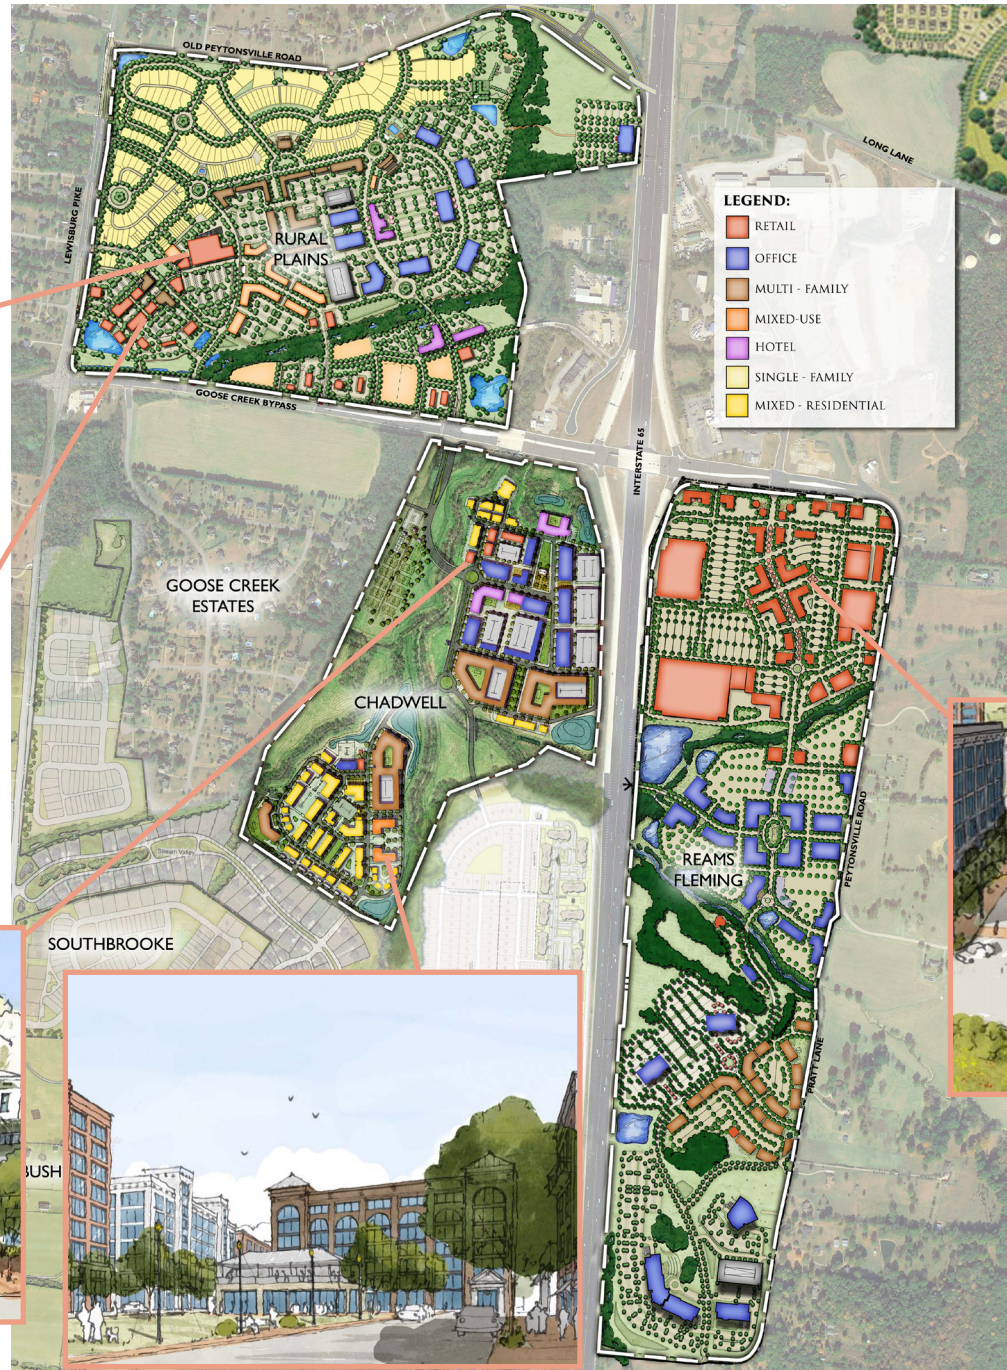 OLD PEYTONSVILLE ROAD
LONG LANE
LEWISBURG PIKE
LEGEND:
RETAIL
OFFICE
MULTI - FAMILY
MIXED-USE
HOTEL
SINGLE - FAMILY
MIXED - RESIDENTIAL
RURAL
PLAINS
GOOSE CREEK BYPASS
INTERSTATE 65
GOOSE CREEK
ESTATES
CHADWELL
PEYTONSVILLE ROAD
Stream Valley
REAMS
FLEMING
SOUTHBROOKE
PRATT LANE
BUSH